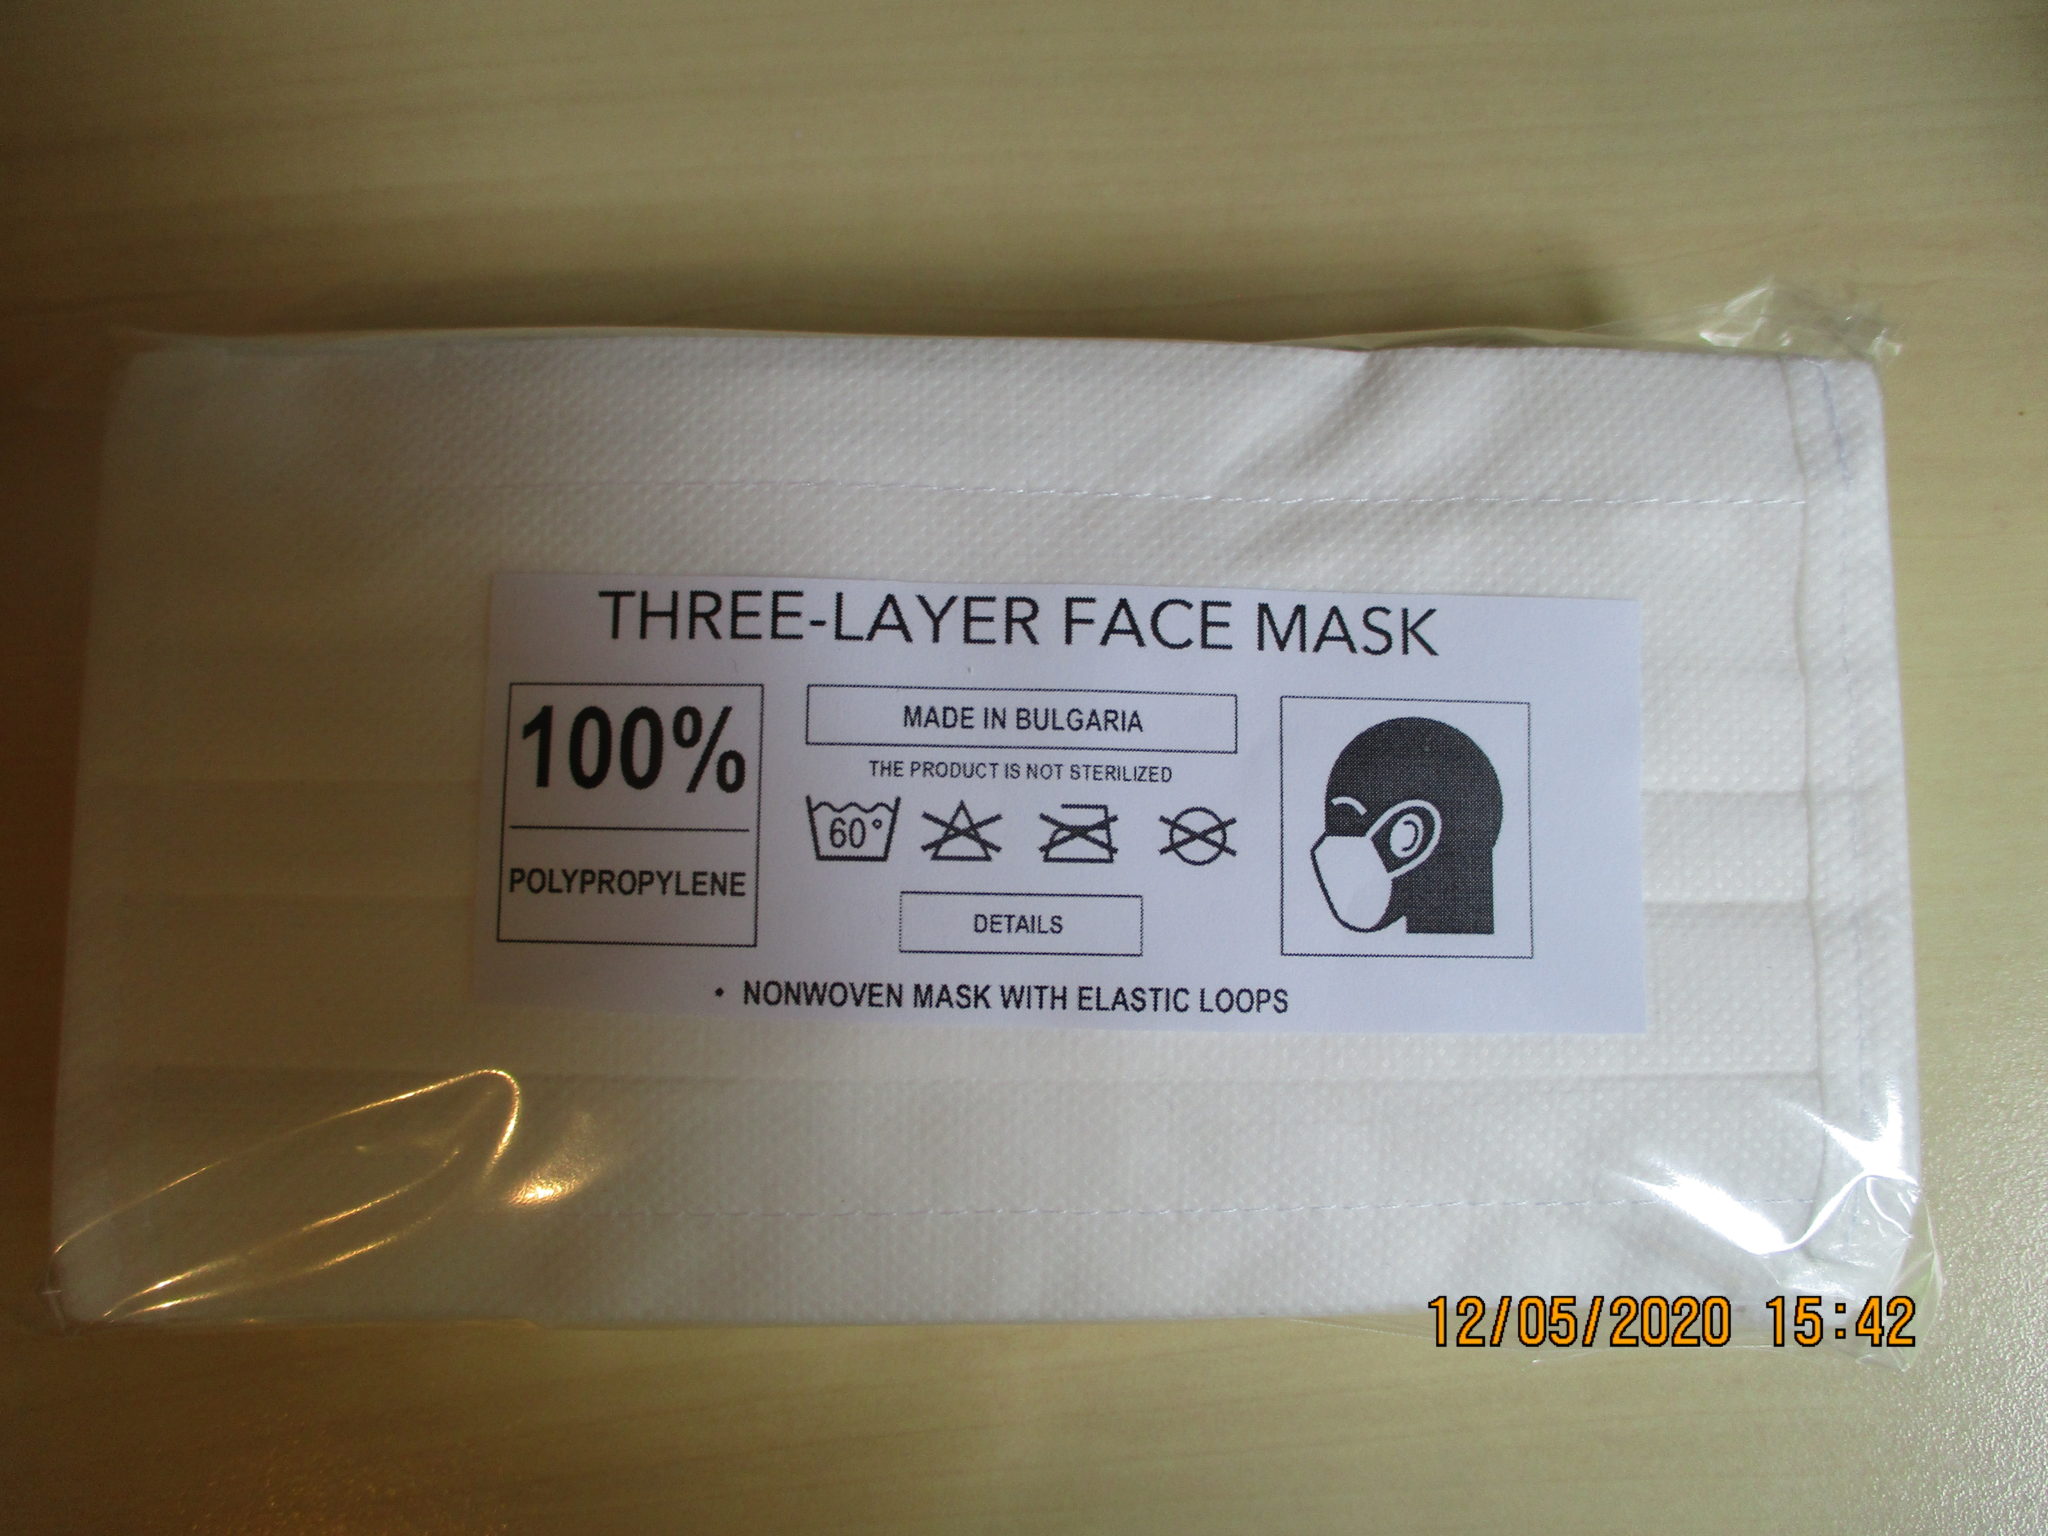 THREE-LAYER FACE MASK
100%
POLYPROPYLENE
MADE IN BULGARIA
THE PRODUCT IS NOT STERILIZED
60°
DETAILS
• NONWOVEN MASK WITH ELASTIC LOOPS
12/05/2020 15:42